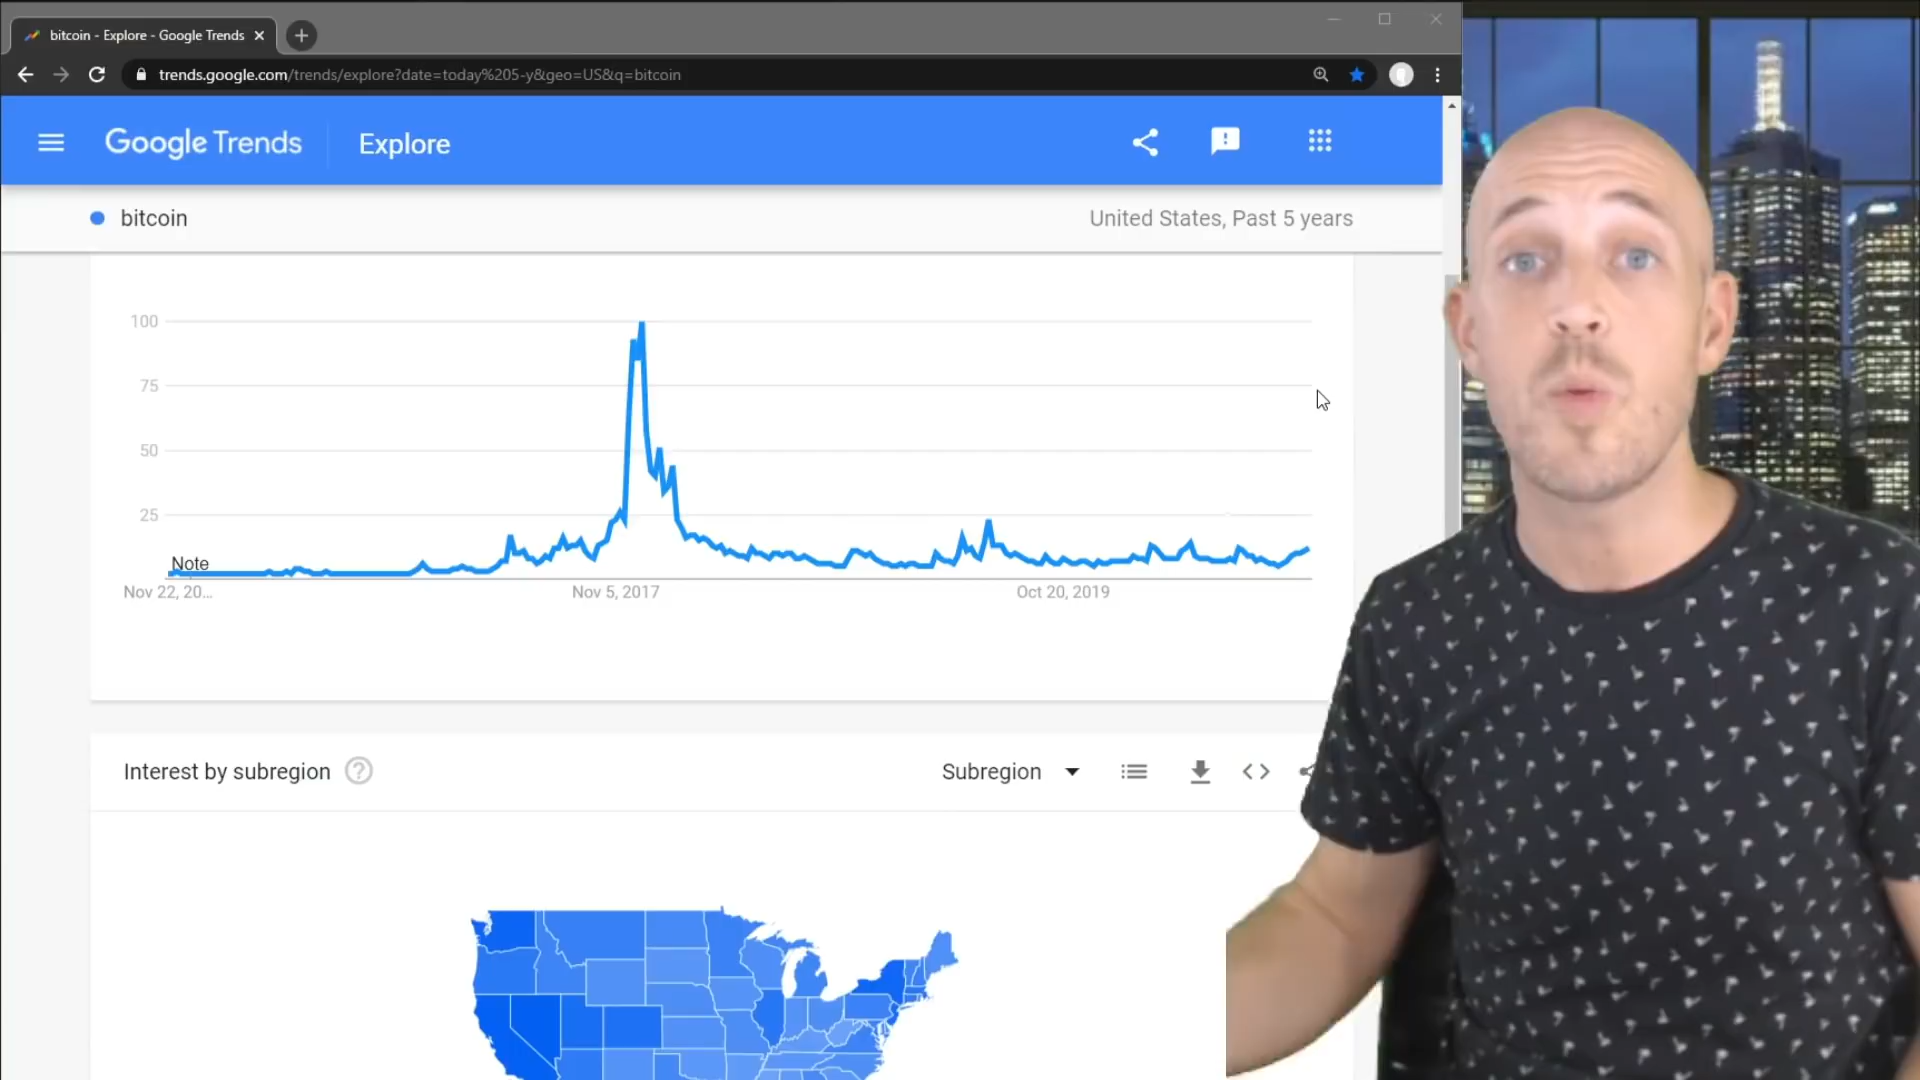 bitcoin - Explore - Google Trends
trends.google.com/trends/explore?date=today%205-y&geo=US&q=bitcoin
Google Trends
Explore
bitcoin
United States, Past 5 years
100
75
50
25
Note
Nov 22, 20...
Nov 5, 2017
Oct 20, 2019
Interest by subregion
Subregion